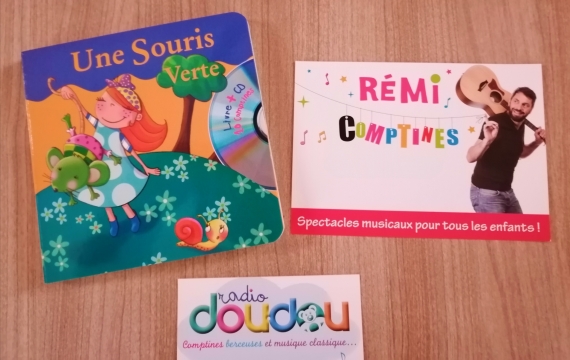 Une Souris
Verte
Livre + CD
RÉMI
COMPTINES
Spectacles musicaux pour tous les enfants !
radio
doudou
Comptines berceuses et musique classique...